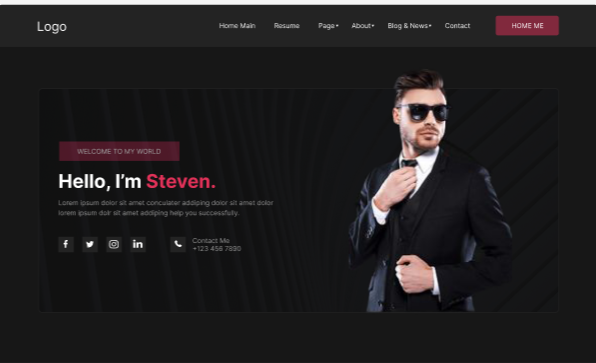 Logo
Home Main Resume Page About Blog & News Contact HOME ME
WELCOME TO MY WORLD
Hello, I'm Steven.
Lorem ipsum dolor sit amet conculater addiping dolor sit amet dolor
lorem ipsum dolr sit amet addiping help you successfully.
Contact Me
+123 456 7890